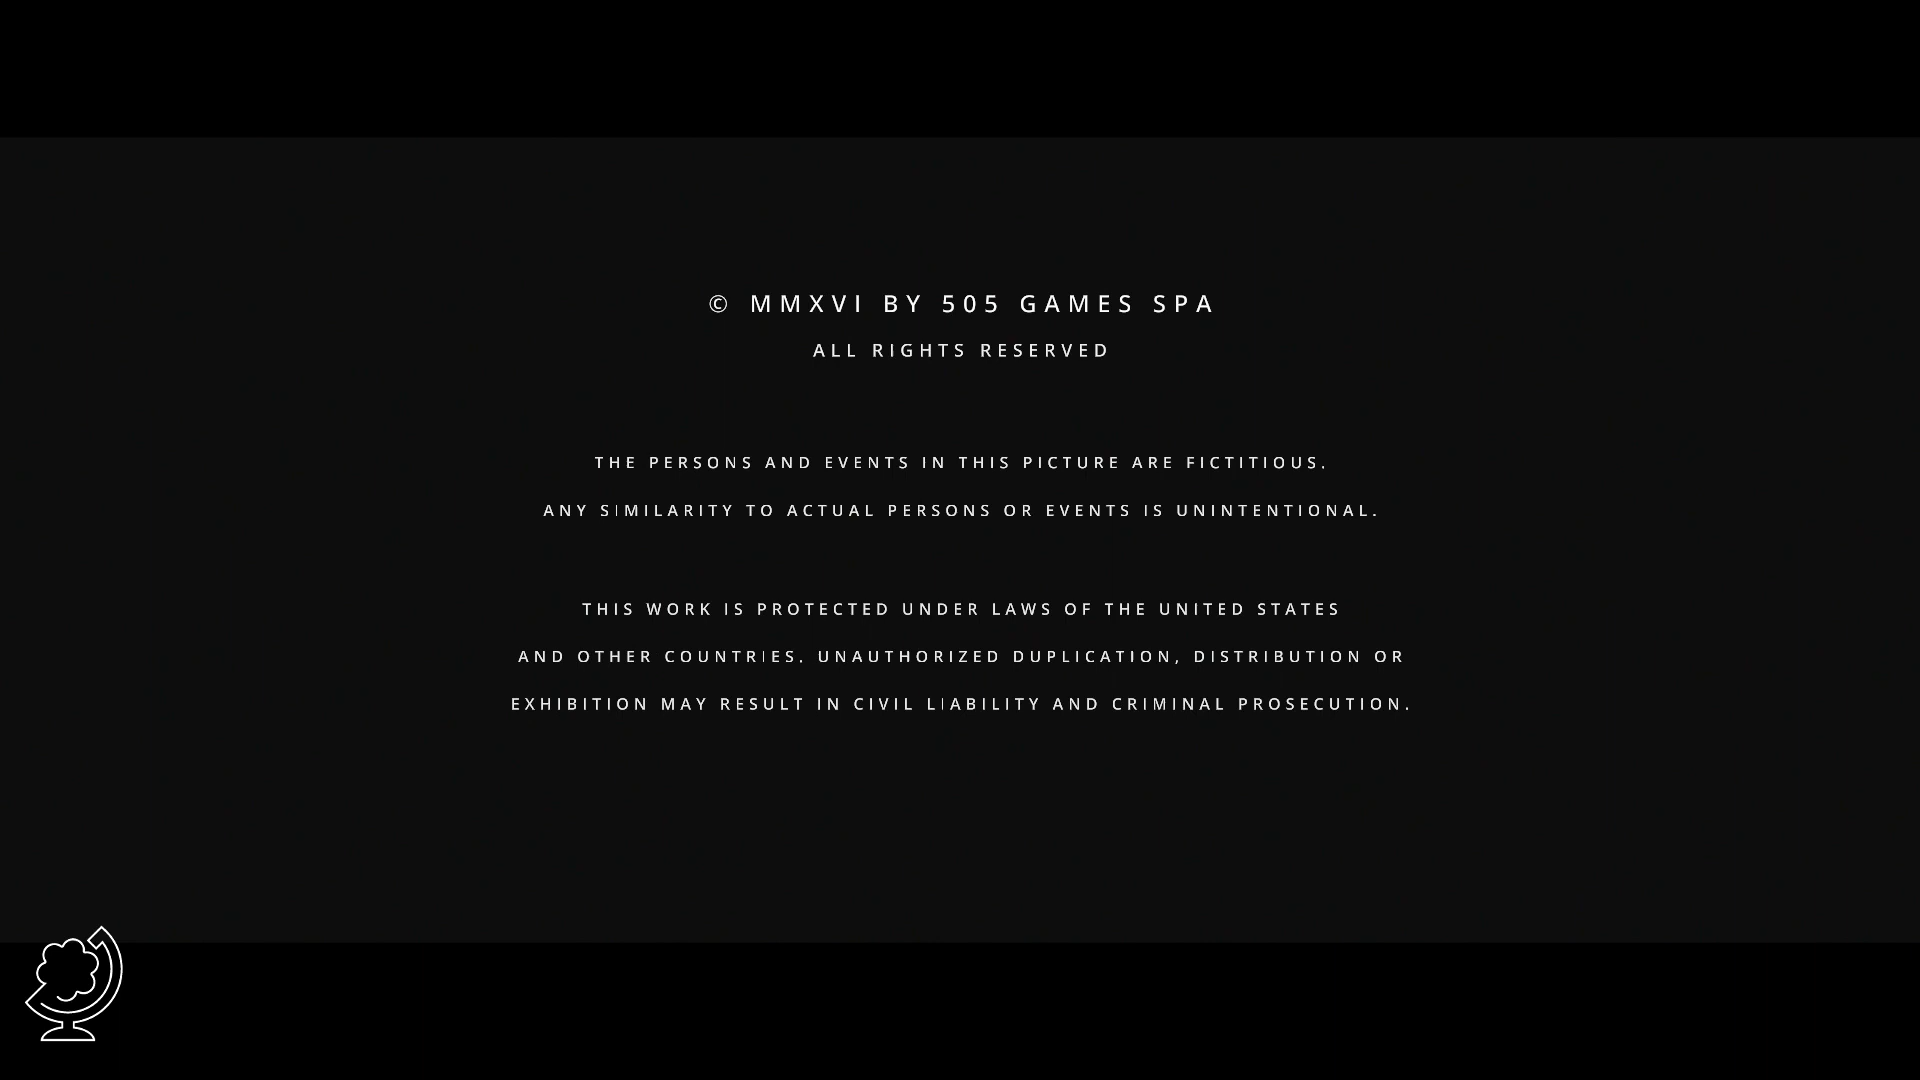 © MMXVI BY 505 GAMES SPA
ALL RIGHTS RESERVED
THE PERSONS AND EVENTS IN THIS PICTURE ARE FICTITIOUS.
ANY SIMILARITY TO ACTUAL PERSONS OR EVENTS IS UNINTENTIONAL.
THIS WORK IS PROTECTED UNDER LAWS OF THE UNITED STATES
AND OTHER COUNTRIES. UNAUTHORIZED DUPLICATION, DISTRIBUTION OR
EXHIBITION MAY RESULT IN CIVIL LIABILITY AND CRIMINAL PROSECUTION.